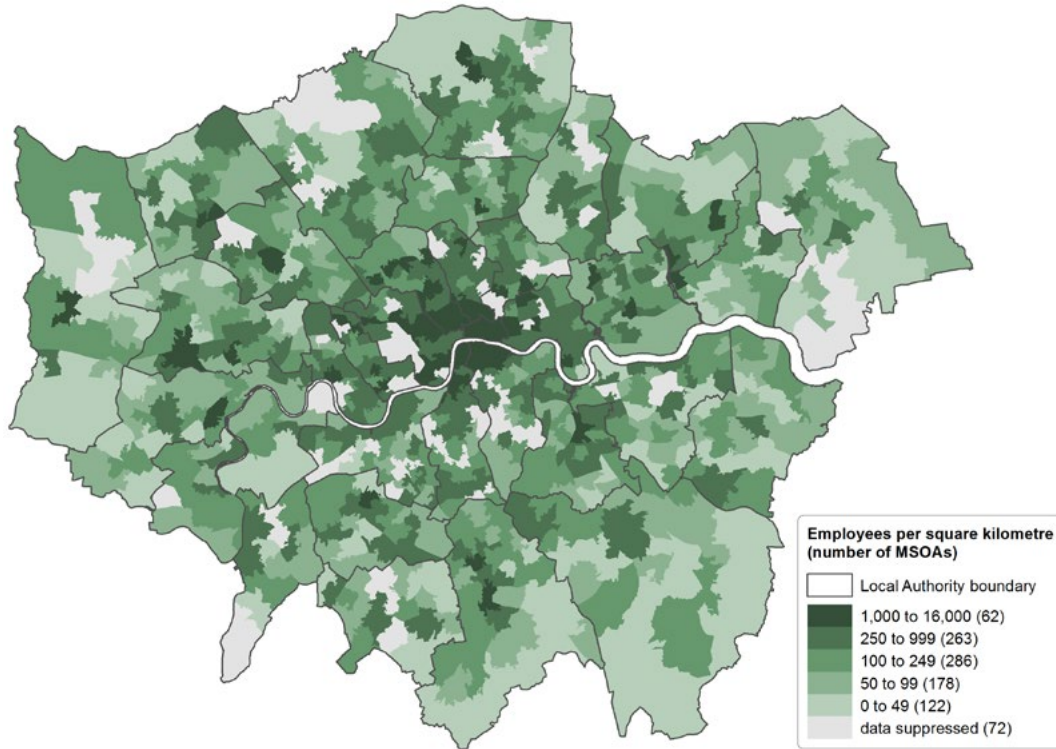 Employees per square kilometre
(number of MSOAs)
Local Authority boundary
1,000 to 16,000 (62)
250 to 999 (263)
100 to 249 (286)
50 to 99 (178)
0 to 49 (122)
data suppressed (72)